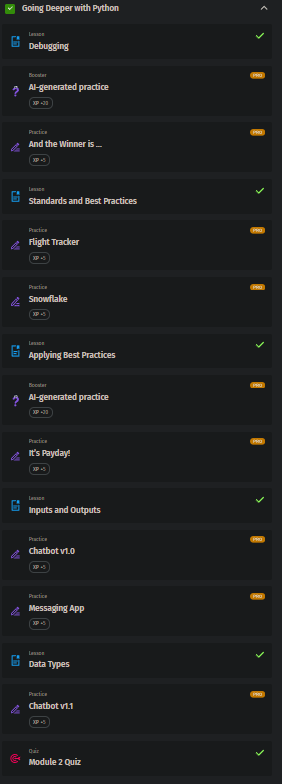 Going Deeper with Python
Lesson
Debugging
Booster
PRO
AI-generated practice
XP +20
Practice
PRO
And the Winner is ...
XP +5
Lesson
Standards and Best Practices
Practice
PRO
Flight Tracker
XP +5
Practice
PRO
Snowflake
XP +5
Lesson
Applying Best Practices
Booster
PRO
AI-generated practice
XP +20
Practice
PRO
It's Payday!
XP +5
Lesson
Inputs and Outputs
Practice
PRO
Chatbot v1.0
XP +5
Practice
PRO
Messaging App
XP +5
Lesson
Data Types
Practice
PRO
Chatbot v1.1
XP +5
Quiz
Module 2 Quiz